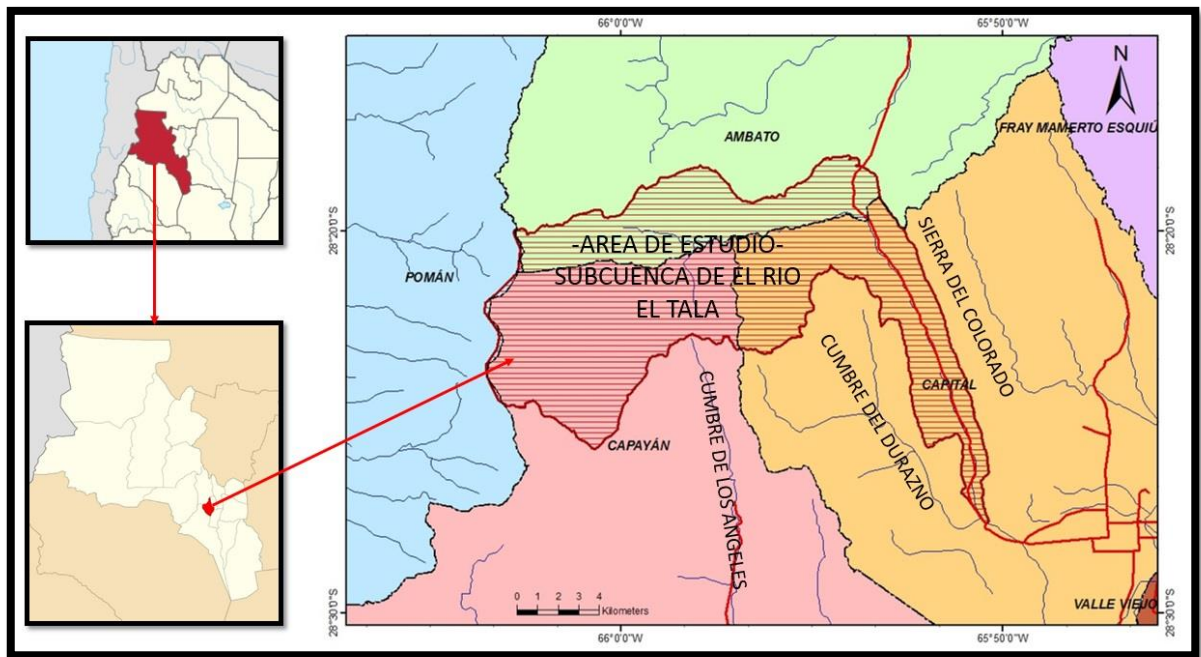 66°0'0"W
65°50'0"W
N
AMBATO
FRAY MAMERTO ESQUIÚ
28°20'0"S
28°20'0"S
-AREA DE ESTUDIO-
SUBCUENCA DE EL RIO
EL TALA
POMÁN
SIERRA DEL COLORADO
CUMBRE DEL DURAZNO
CAPITAL
CUMBRE DE LOS ANGELES
CAPAYÁN
0 1 2 3 4
Kilometers
VALLE VIEJO
28°30'0"S
28°30'0"S
66°0'0"W
65°50'0"W